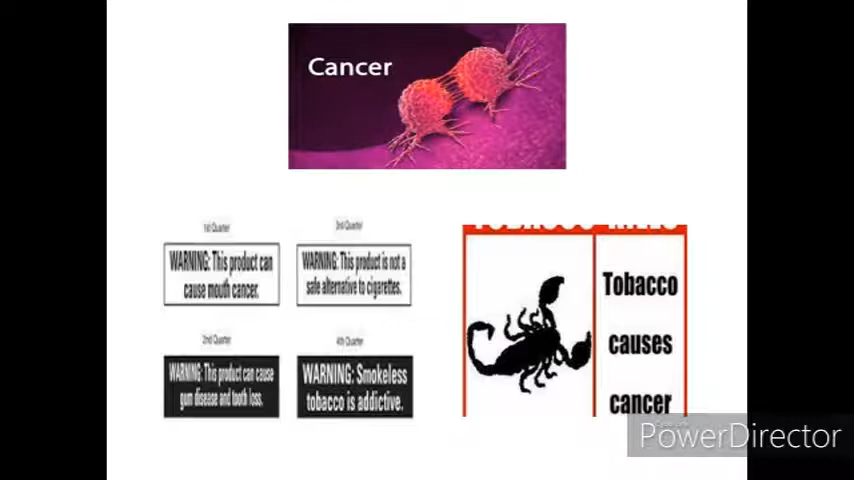 Cancer
1st Quarter
WARNING: This product can
cause mouth cancer.
3rd Quarter
WARNING: This product is not a
safe alternative to cigarettes.
2nd Quarter
WARNING: This product can cause
gum disease and tooth loss.
4th Quarter
WARNING: Smokeless
tobacco is addictive.
Tobacco
causes
cancer
PowerDirector